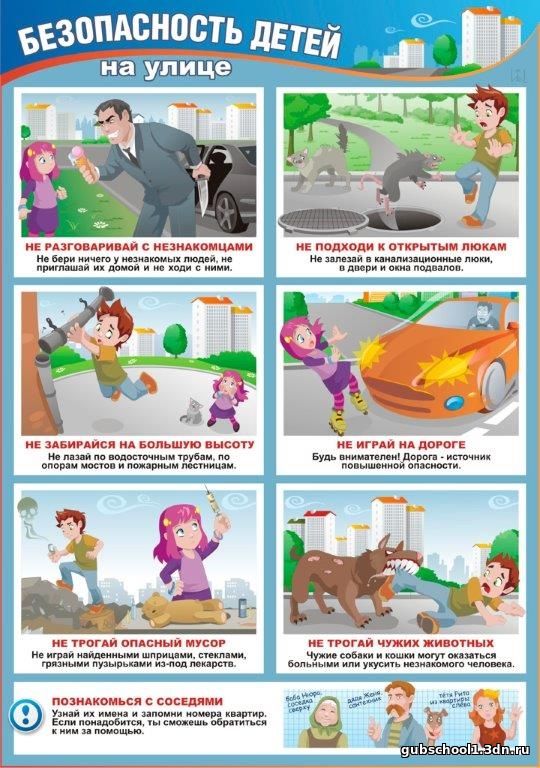 БЕЗОПАСНОСТЬ ДЕТЕЙ
на улице
НЕ РАЗГОВАРИВАЙ С НЕЗНАКОМЦАМИ
Не бери ничего у незнакомых людей, не
приглашай их домой и не ходи с ними.
НЕ ПОДХОДИ К ОТКРЫТЫМ ЛЮКАМ
Не залезай в канализационные люки,
в двери и окна подвалов.
НЕ ЗАБИРАЙСЯ НА БОЛЬШУЮ ВЫСОТУ
Не лазай по водосточным трубам, по
опорам мостов и пожарным лестницам.
НЕ ИГРАЙ НА ДОРОГЕ
Будь внимателен! Дорога - источник
повышенной опасности.
НЕ ТРОГАЙ ОПАСНЫЙ МУСОР
Не играй найденными шприцами, стеклами,
грязными пузырьками из-под лекарств.
НЕ ТРОГАЙ ЧУЖИХ ЖИВОТНЫХ
Чужие собаки и кошки могут оказаться
больными или укусить незнакомого человека.
ПОЗНАКОМЬСЯ С СОСЕДЯМИ
Узнай их имена и запомни номера квартир.
Если понадобится, ты сможешь обратиться
к ним за помощью.
баба Нюра,
соседка
сверху
дядя Женя,
сантехник
тётя Рита
из квартиры
слева
gubschool1.3dn.ru